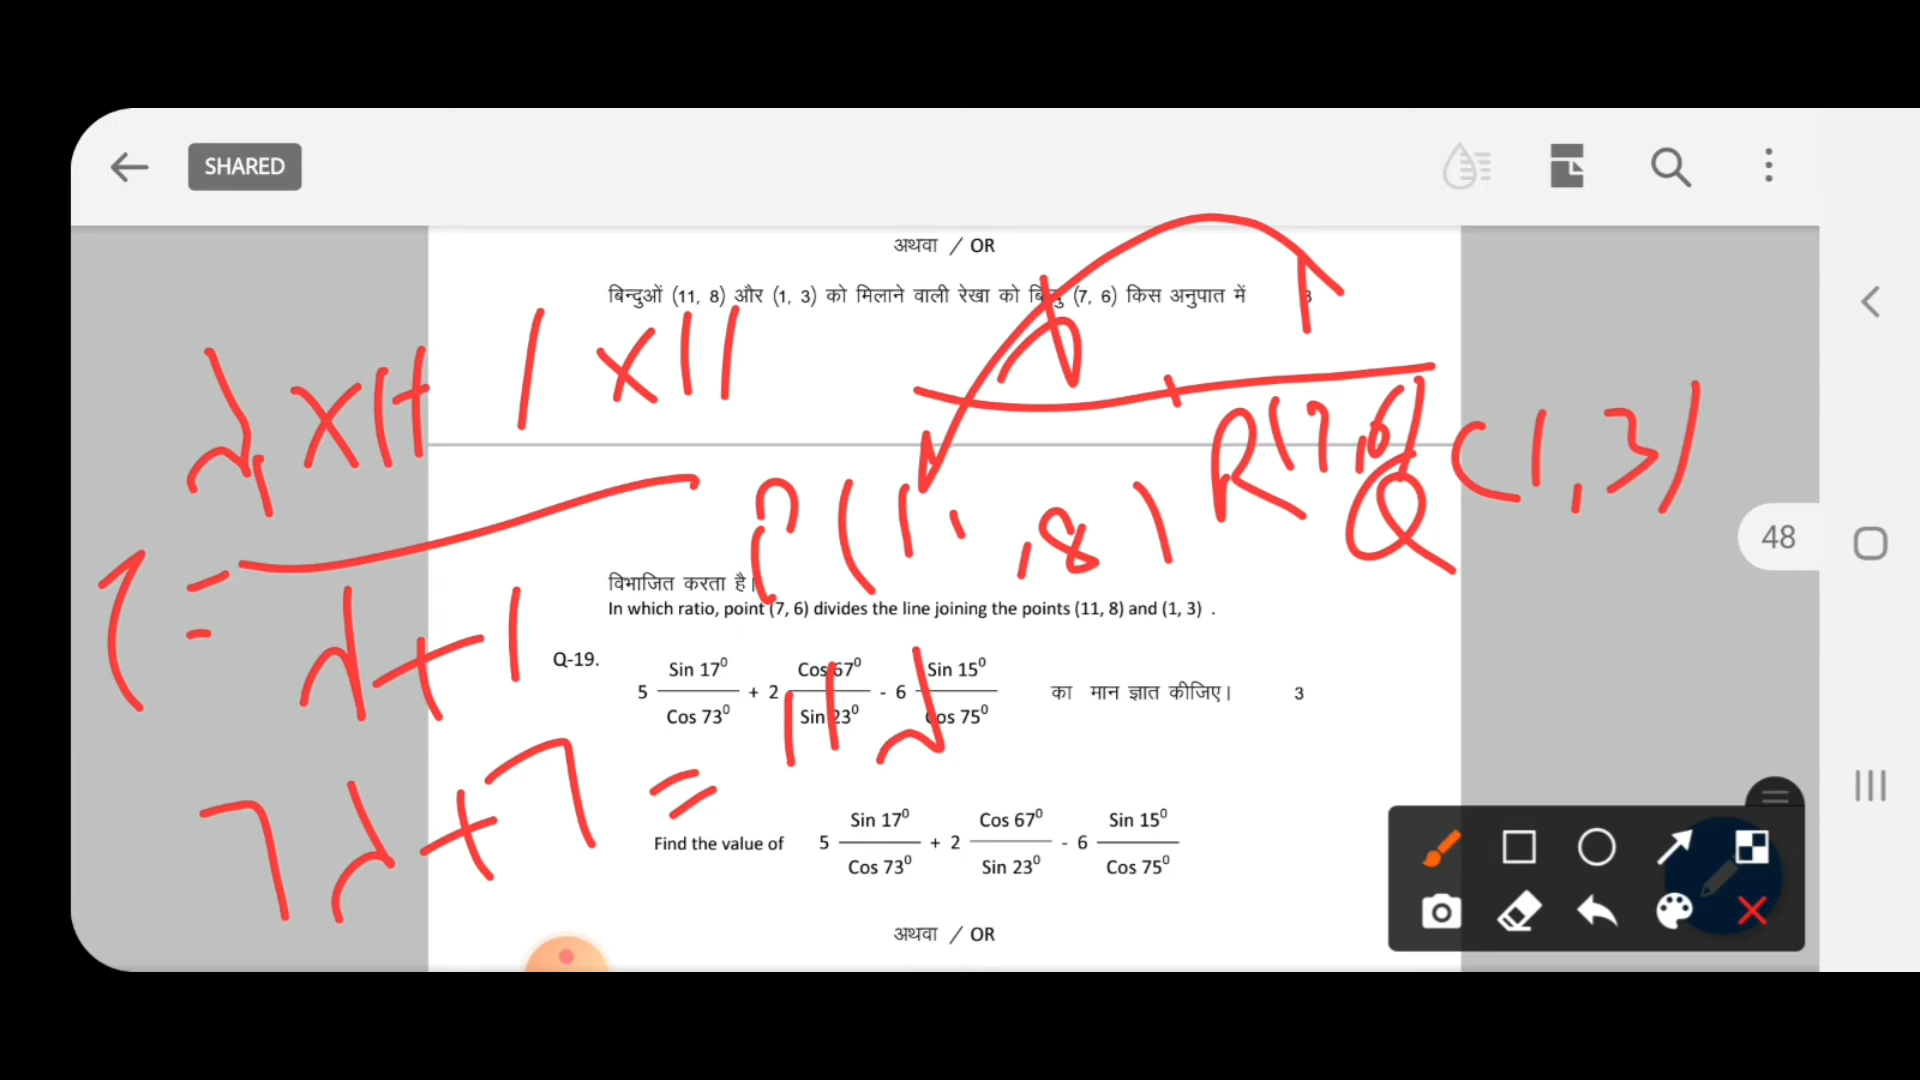 SHARED
अथवा / OR
बिन्दुओं (11, 8) और (1, 3) को मिलाने वाली रेखा को बिन्दु (7, 6) किस अनुपात में 3
λ×1+ 1×11
7 =
λ+1
P(11,8) R(7,6) Q(1,3)
48
विभाजित करता है।
In which ratio, point (7, 6) divides the line joining the points (11, 8) and (1, 3) .
Q-19. 5 Sin 17⁰ / Cos 73⁰ + 2 Cos 67⁰ / Sin 23⁰ - 6 Sin 15⁰ / Cos 75⁰ का मान ज्ञात कीजिए। 3
7λ+7 = 11λ
Find the value of 5 Sin 17⁰ / Cos 73⁰ + 2 Cos 67⁰ / Sin 23⁰ - 6 Sin 15⁰ / Cos 75⁰
अथवा / OR